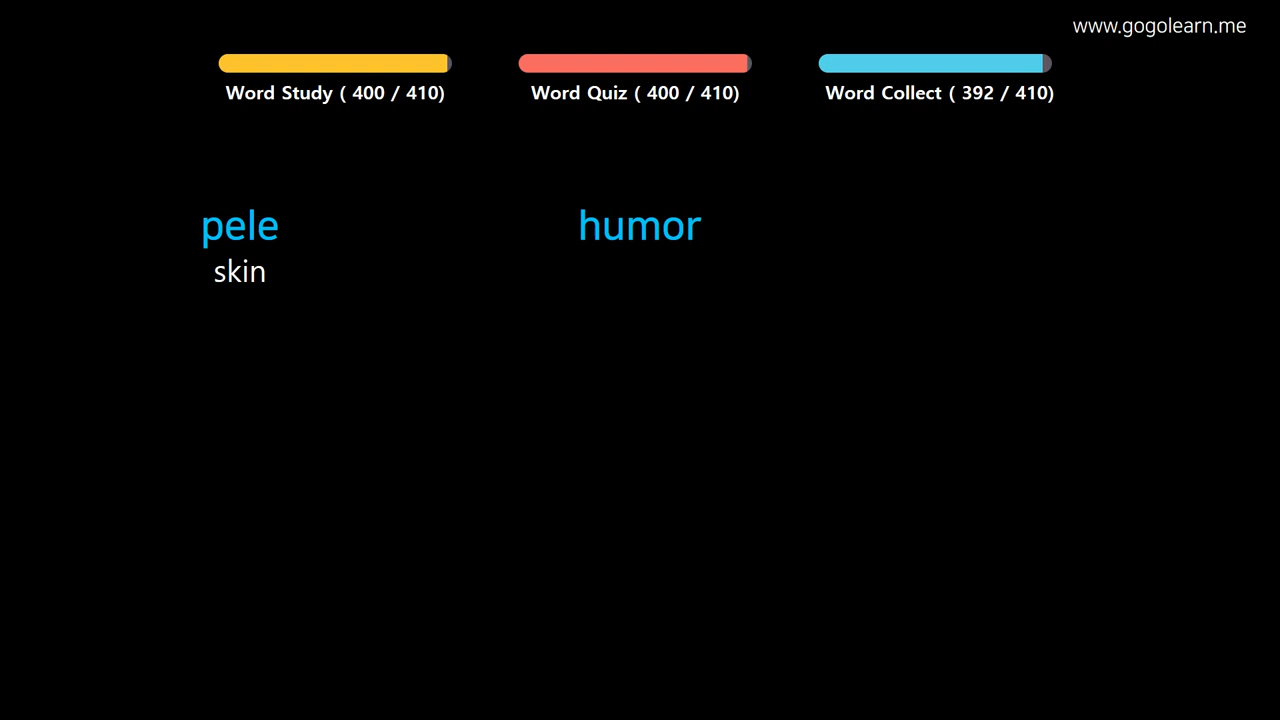 www.gogolearn.me
Word Study ( 400 / 410)
Word Quiz ( 400 / 410)
Word Collect ( 392 / 410)
pele
humor
skin